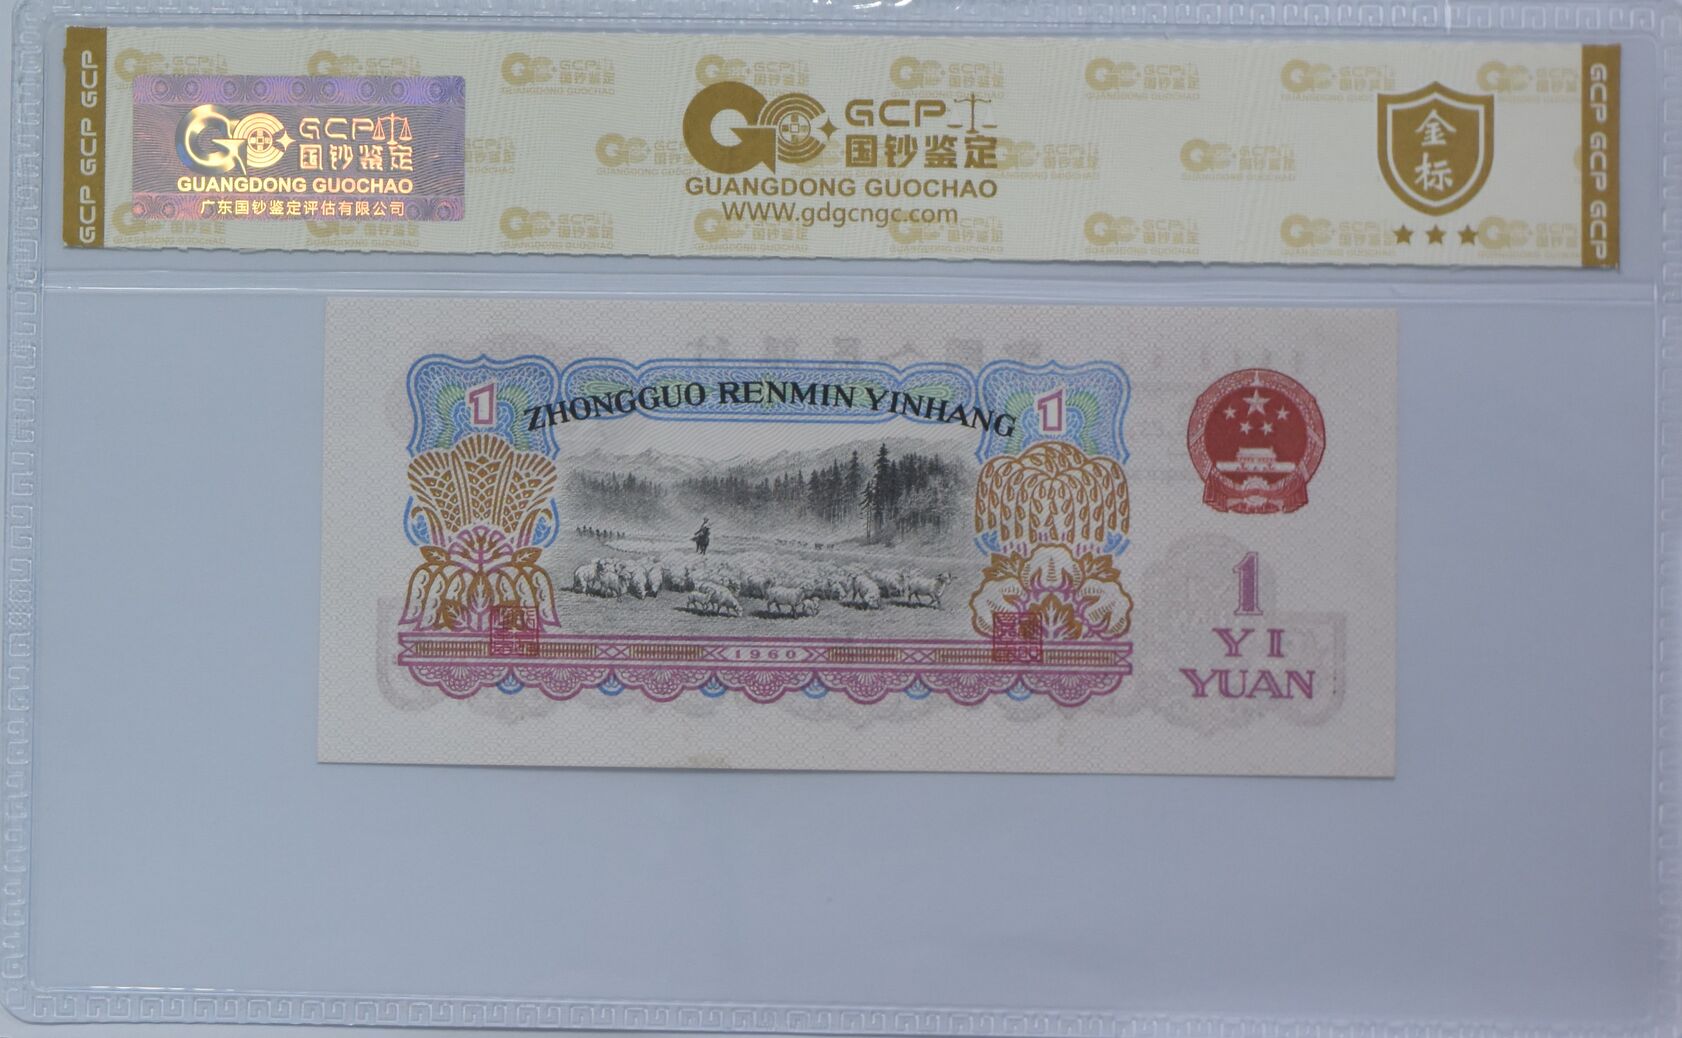 GCP GCP GCP
GCP
国钞鉴定
GUANGDONG GUOCHAO
广东国钞鉴定评估有限公司
GCP
国钞鉴定
GUANGDONG GUOCHAO
WWW.gdgcngc.com
金标
GCP GCP GCP
1
ZHONGGUO RENMIN YINHANG
1
1960
1
YI
YUAN